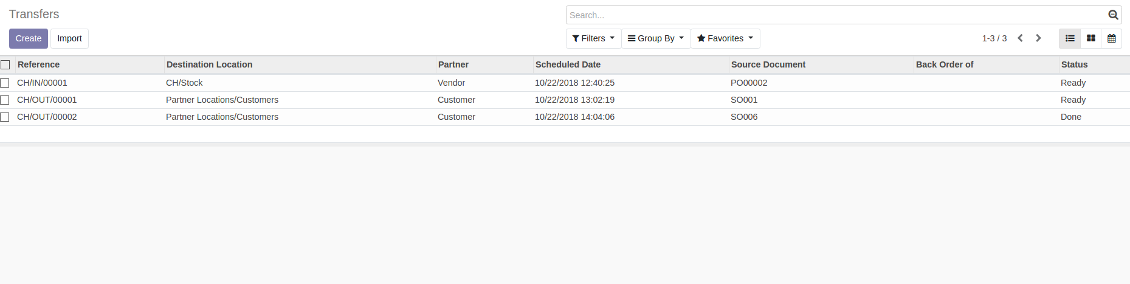 Transfers
Search...
Create Import Filters Group By Favorites 1-3 / 3
Reference Destination Location Partner Scheduled Date Source Document Back Order of Status
CH/IN/00001 CH/Stock Vendor 10/22/2018 12:40:25 PO00002 Ready
CH/OUT/00001 Partner Locations/Customers Customer 10/22/2018 13:02:19 SO001 Ready
CH/OUT/00002 Partner Locations/Customers Customer 10/22/2018 14:04:06 SO006 Done